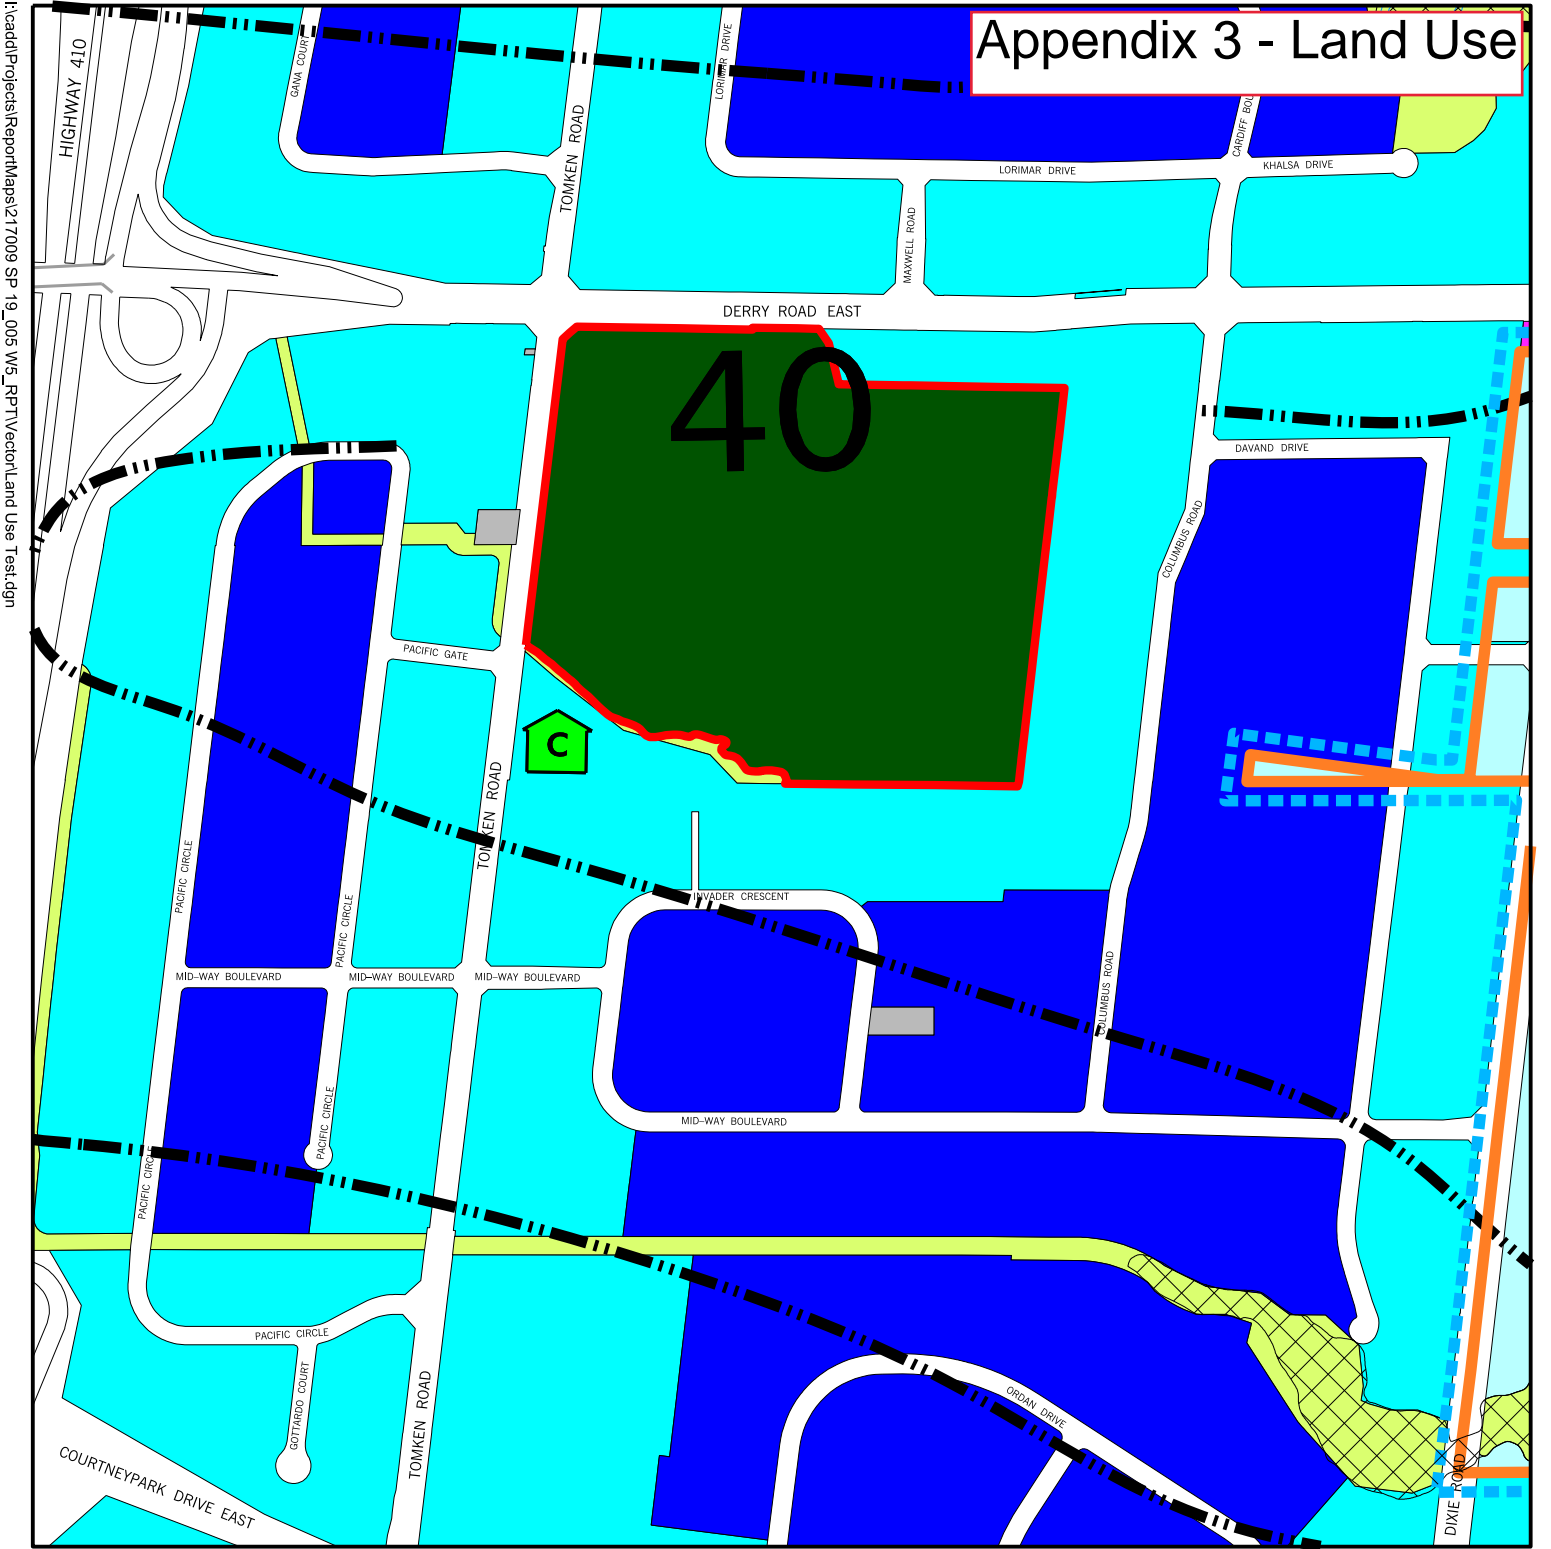 Appendix 3 - Land Use
I:\cadd\Projects\ReportMaps\217009 SP 19_005 W5_RPT\Vector\Land Use Test.dgn
HIGHWAY 410
GANA COURT
TOMKEN ROAD
LORIMAR DRIVE
CARDIFF BOU
LORIMAR DRIVE
KHALSA DRIVE
MAXWELL ROAD
DERRY ROAD EAST
40
DAVAND DRIVE
COLUMBUS ROAD
PACIFIC GATE
C
TOMKEN ROAD
PACIFIC CIRCLE
PACIFIC CIRCLE
INVADER CRESCENT
MID-WAY BOULEVARD
MID-WAY BOULEVARD
MID-WAY BOULEVARD
COLUMBUS ROAD
MID-WAY BOULEVARD
PACIFIC CIRCLE
PACIFIC CIRCLE
PACIFIC CIRCLE
GOTTARDO COURT
TOMKEN ROAD
ORDAN DRIVE
COURTNEYPARK DRIVE EAST
DIXIE ROAD